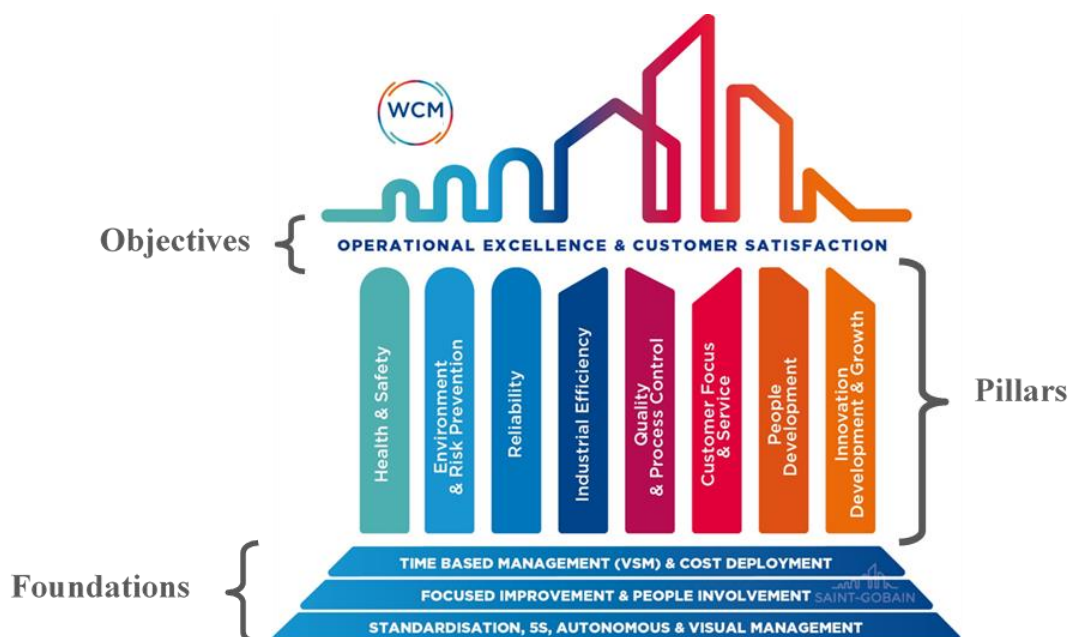 WCM
Objectives
OPERATIONAL EXCELLENCE & CUSTOMER SATISFACTION
Health & Safety
Environment
& Risk Prevention
Reliability
Industrial Efficiency
Quality
& Process Control
Customer Focus
& Service
People
Development
Innovation
Development & Growth
Pillars
Foundations
TIME BASED MANAGEMENT (VSM) & COST DEPLOYMENT
FOCUSED IMPROVEMENT & PEOPLE INVOLVEMENT
SAINT-GOBAIN
STANDARDISATION, 5S, AUTONOMOUS & VISUAL MANAGEMENT